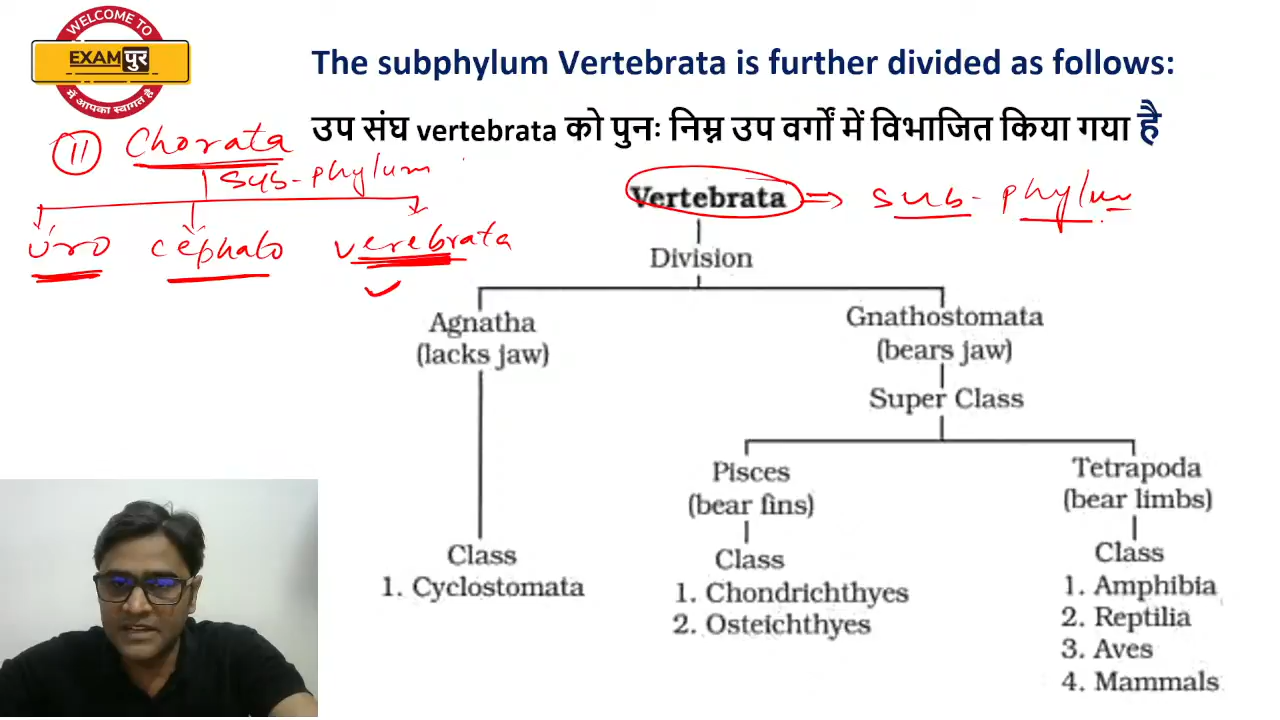 WELCOME TO
EXAMपुर
में आपका स्वागत है
The subphylum Vertebrata is further divided as follows:
उप संघ vertebrata को पुनः निम्न उप वर्गों में विभाजित किया गया है
11 Chorata
sub-phylum
uro cephalo verebrata
Vertebrata ⇒ sub-phylum
Division
Agnatha
(lacks jaw)
Gnathostomata
(bears jaw)
Super Class
Pisces
(bear fins)
Tetrapoda
(bear limbs)
Class
1. Cyclostomata
Class
1. Chondrichthyes
2. Osteichthyes
Class
1. Amphibia
2. Reptilia
3. Aves
4. Mammals